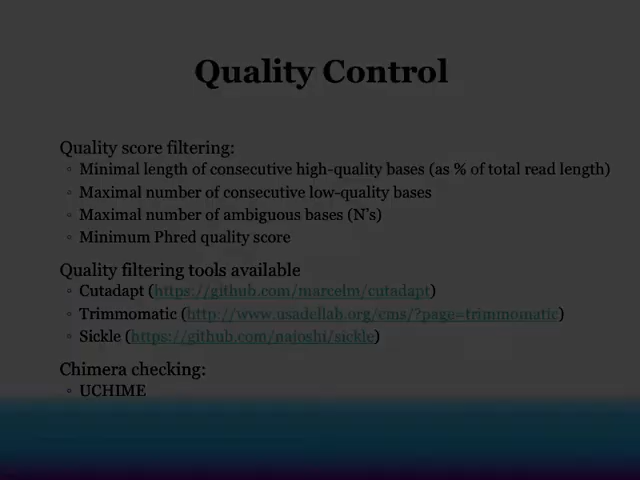 Quality Control
Quality score filtering:
◦ Minimal length of consecutive high-quality bases (as % of total read length)
◦ Maximal number of consecutive low-quality bases
◦ Maximal number of ambiguous bases (N's)
◦ Minimum Phred quality score
Quality filtering tools available
◦ Cutadapt (https://github.com/marcelm/cutadapt)
◦ Trimmomatic (http://www.usadellab.org/cms/?page=trimmomatic)
◦ Sickle (https://github.com/najoshi/sickle)
Chimera checking:
◦ UCHIME